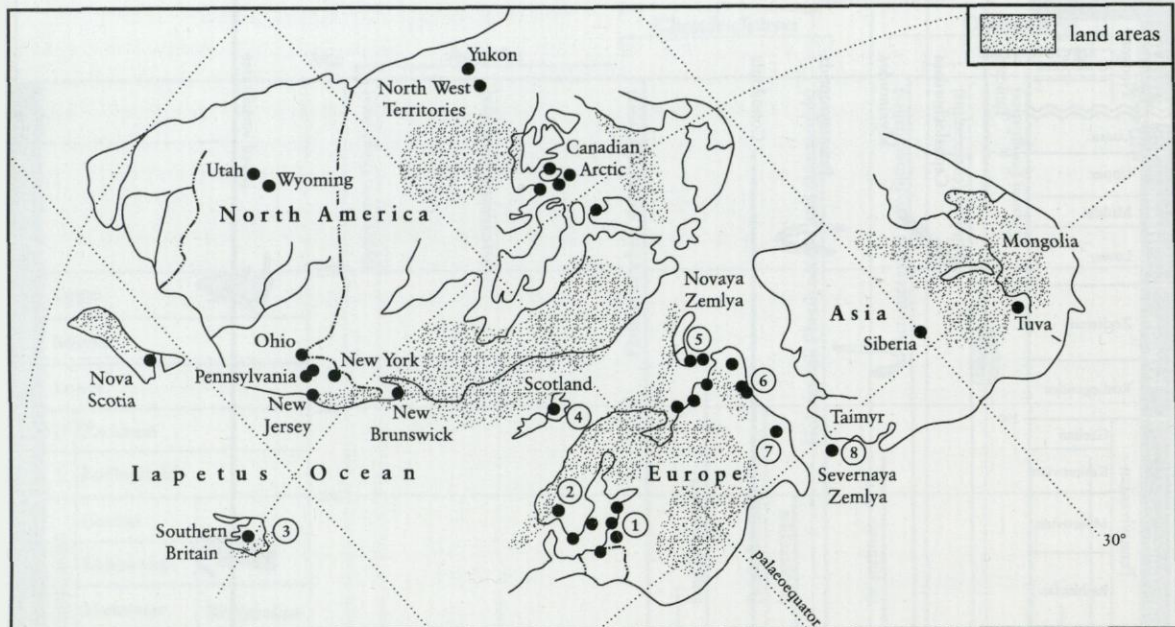 land areas
Yukon
North West
Territories
Canadian
Arctic
Utah
Wyoming
North America
Mongolia
Novaya
Zemlya
Asia
5
Siberia
Tuva
Ohio
New York
Nova
Scotia
Pennsylvania
Scotland
6
New
Jersey
New
Brunswick
4
Taimyr
7
8
Iapetus Ocean
Europe
Severnaya
Zemlya
2
1
Southern
Britain
3
30°
palaeoequator